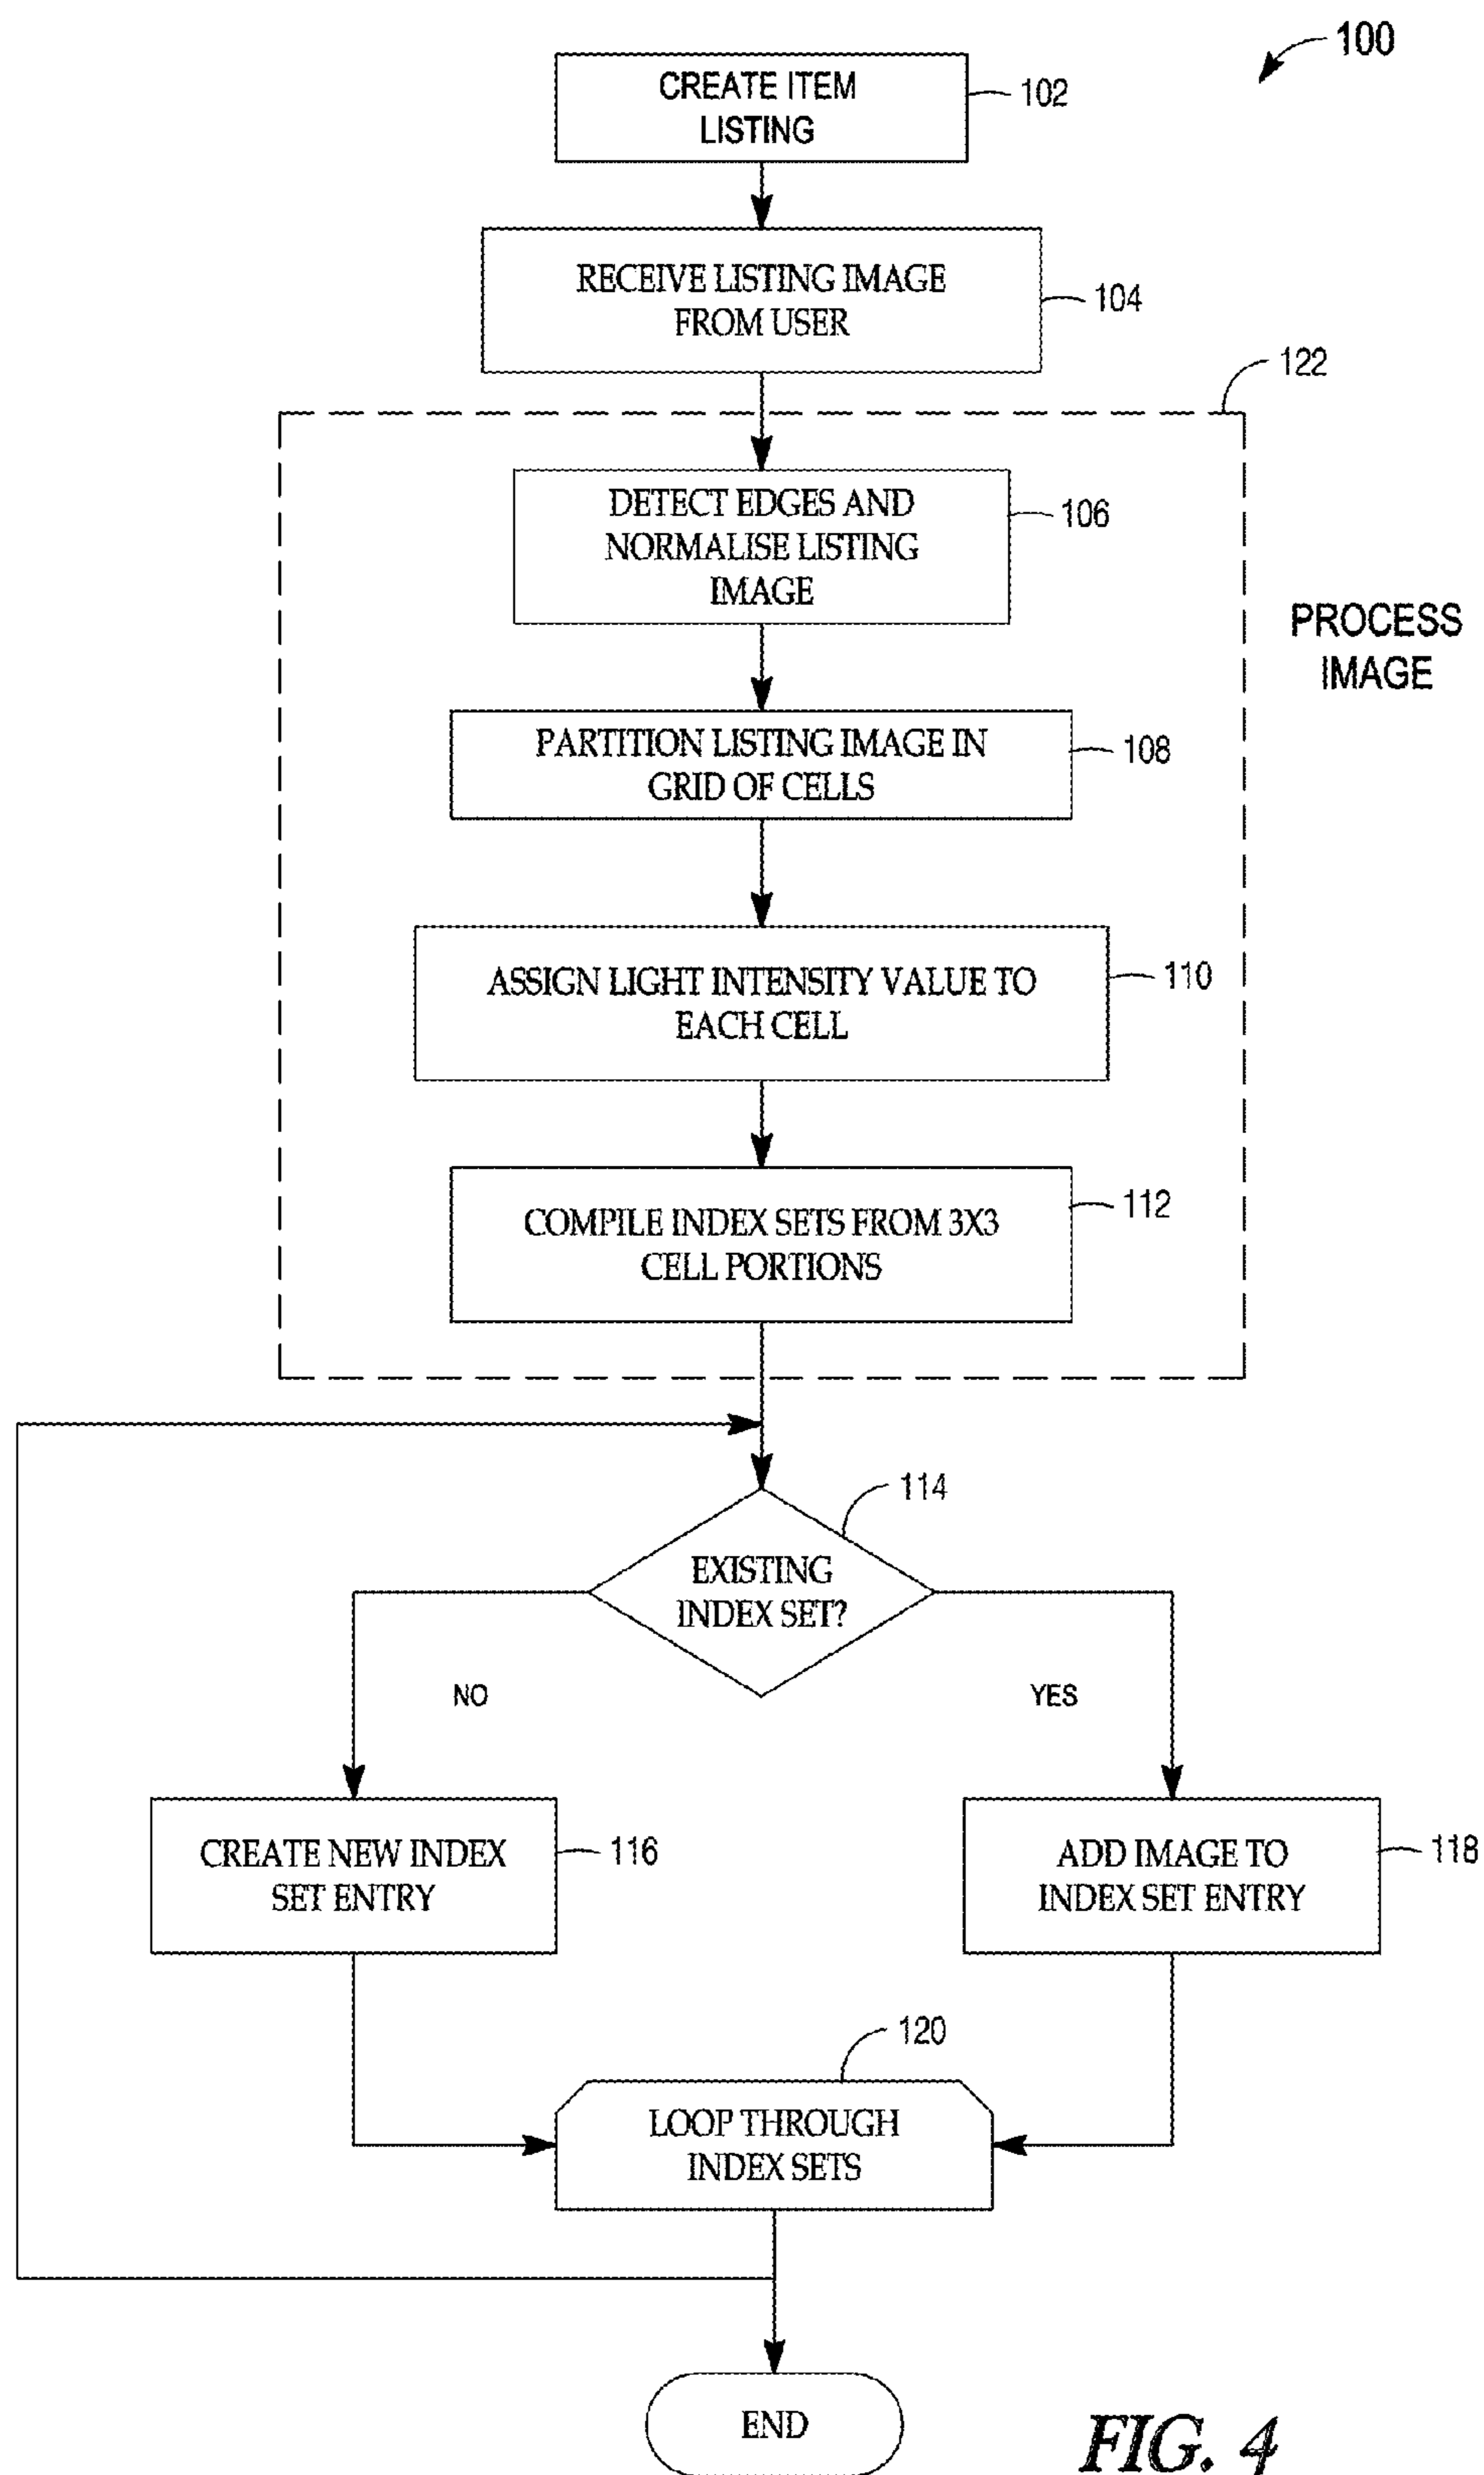 100
CREATE ITEM
LISTING
102
RECEIVE LISTING IMAGE
FROM USER
104
122
DETECT EDGES AND
NORMALISE LISTING
IMAGE
106
PROCESS
IMAGE
PARTITION LISTING IMAGE IN
GRID OF CELLS
108
ASSIGN LIGHT INTENSITY VALUE TO
EACH CELL
110
COMPILE INDEX SETS FROM 3X3
CELL PORTIONS
112
114
EXISTING
INDEX SET?
NO
YES
CREATE NEW INDEX
SET ENTRY
116
ADD IMAGE TO
INDEX SET ENTRY
118
120
LOOP THROUGH
INDEX SETS
END
FIG. 4